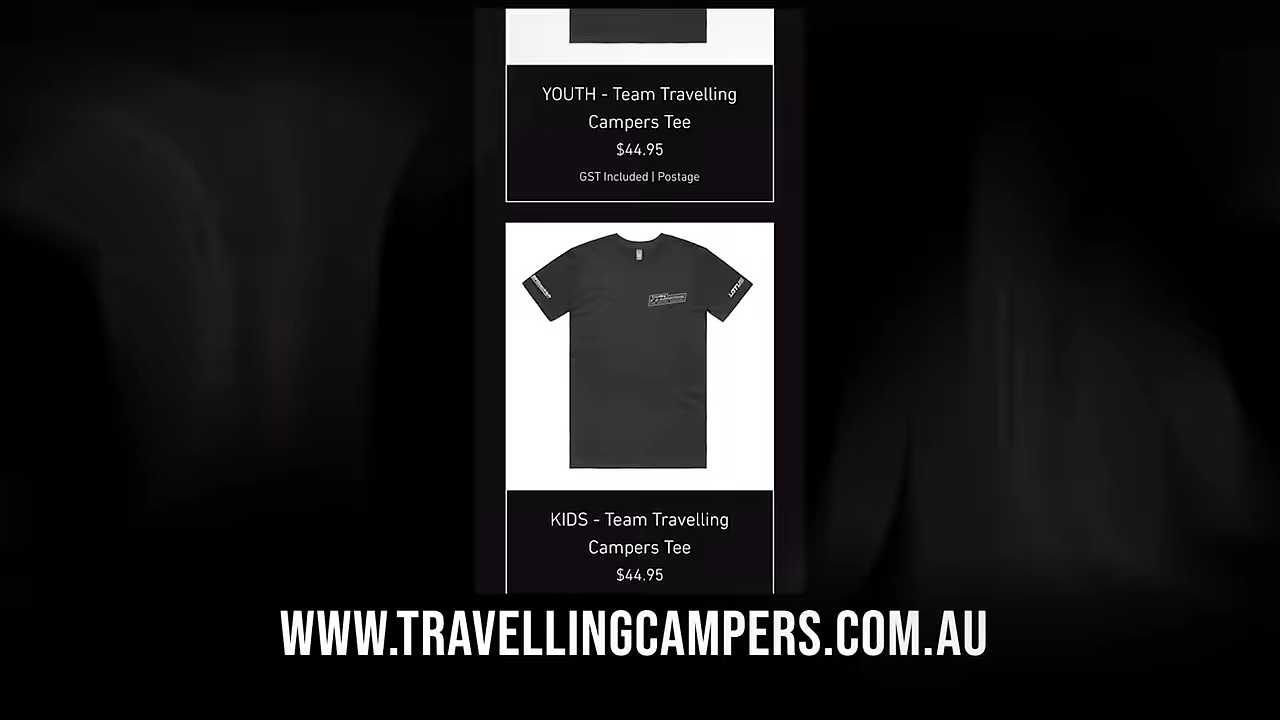 YOUTH - Team Travelling
Campers Tee
$44.95
GST Included | Postage
LOTUS
KIDS - Team Travelling
Campers Tee
$44.95
WWW.TRAVELLINGCAMPERS.COM.AU